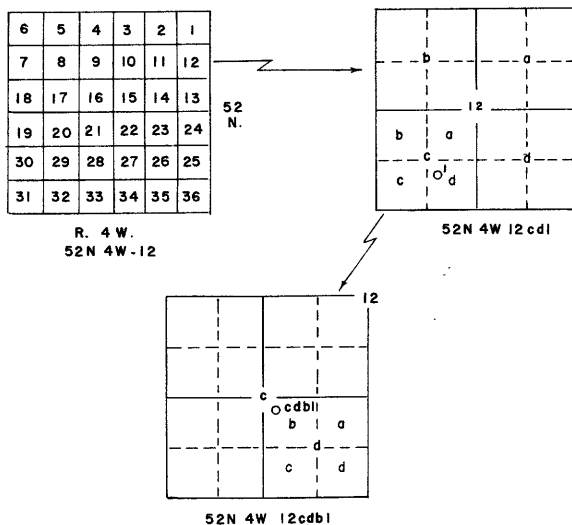 6 5 4 3 2 1
7 8 9 10 11 12
18 17 16 15 14 13
19 20 21 22 23 24
30 29 28 27 26 25
31 32 33 34 35 36
52
N.
R. 4 W.
52N 4W-12
b a
12
b a
c d
1
c d
52N 4W 12cd1
12
c
cdb1
b a
d
c d
52N 4W 12cdb1